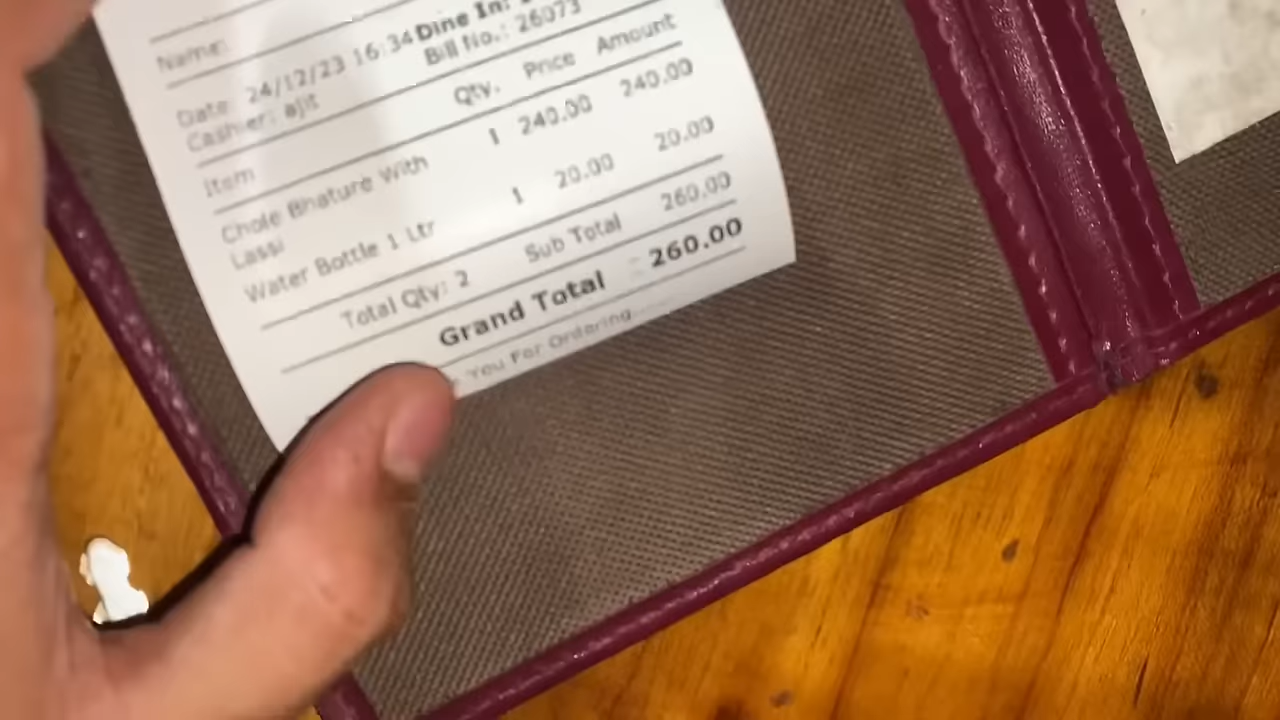 Name:
Date: 24/12/23 16:34 Dine In:
Cashier: ajit Bill No.: 26073
Item Qty. Price Amount
Chole Bhature With 1 240.00 240.00
Lassi
Water Bottle 1 Ltr 1 20.00 20.00
Total Qty: 2 Sub Total 260.00
Grand Total 260.00
You For Ordering....